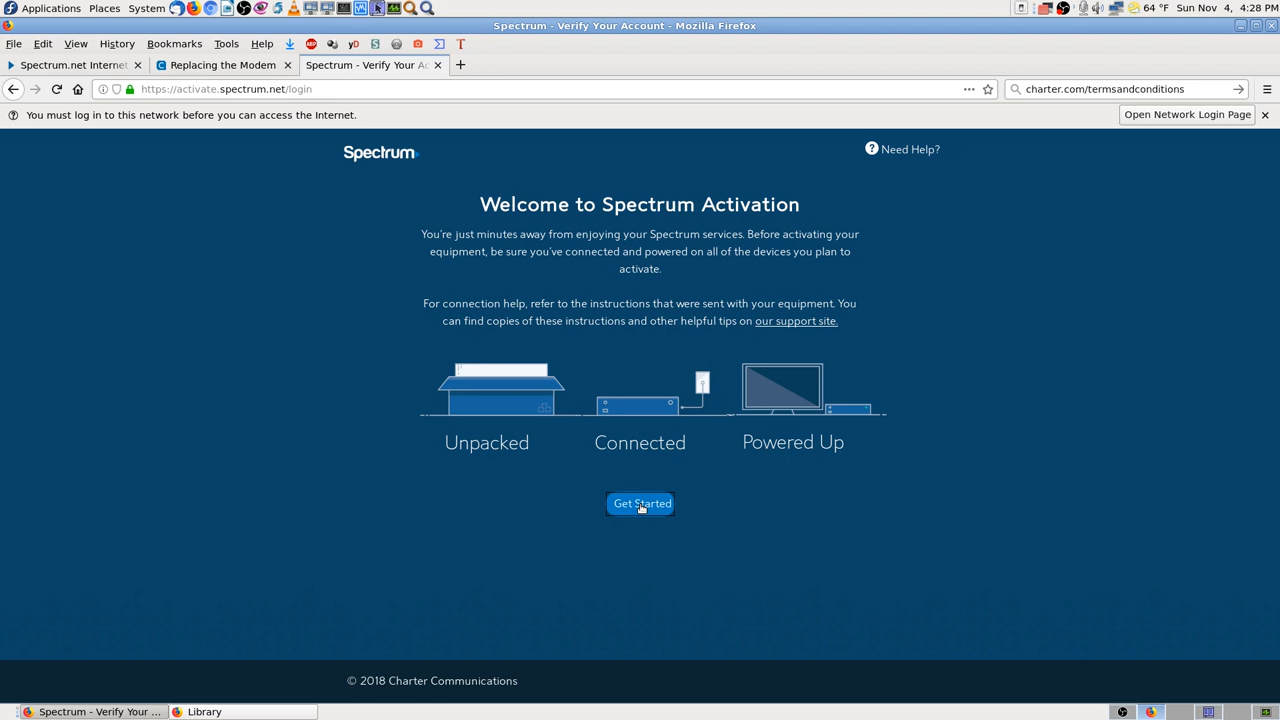 Applications Places System 64 °F Sun Nov 4, 4:28 PM
Spectrum - Verify Your Account - Mozilla Firefox
File Edit View History Bookmarks Tools Help
Spectrum.net Internet Replacing the Modem Spectrum - Verify Your Ac
https://activate.spectrum.net/login charter.com/termsandconditions
You must log in to this network before you can access the Internet. Open Network Login Page
Spectrum
? Need Help?
Welcome to Spectrum Activation
You're just minutes away from enjoying your Spectrum services. Before activating your
equipment, be sure you've connected and powered on all of the devices you plan to
activate.
For connection help, refer to the instructions that were sent with your equipment. You
can find copies of these instructions and other helpful tips on our support site.
Unpacked Connected Powered Up
Get Started
© 2018 Charter Communications
Spectrum - Verify Your ... Library